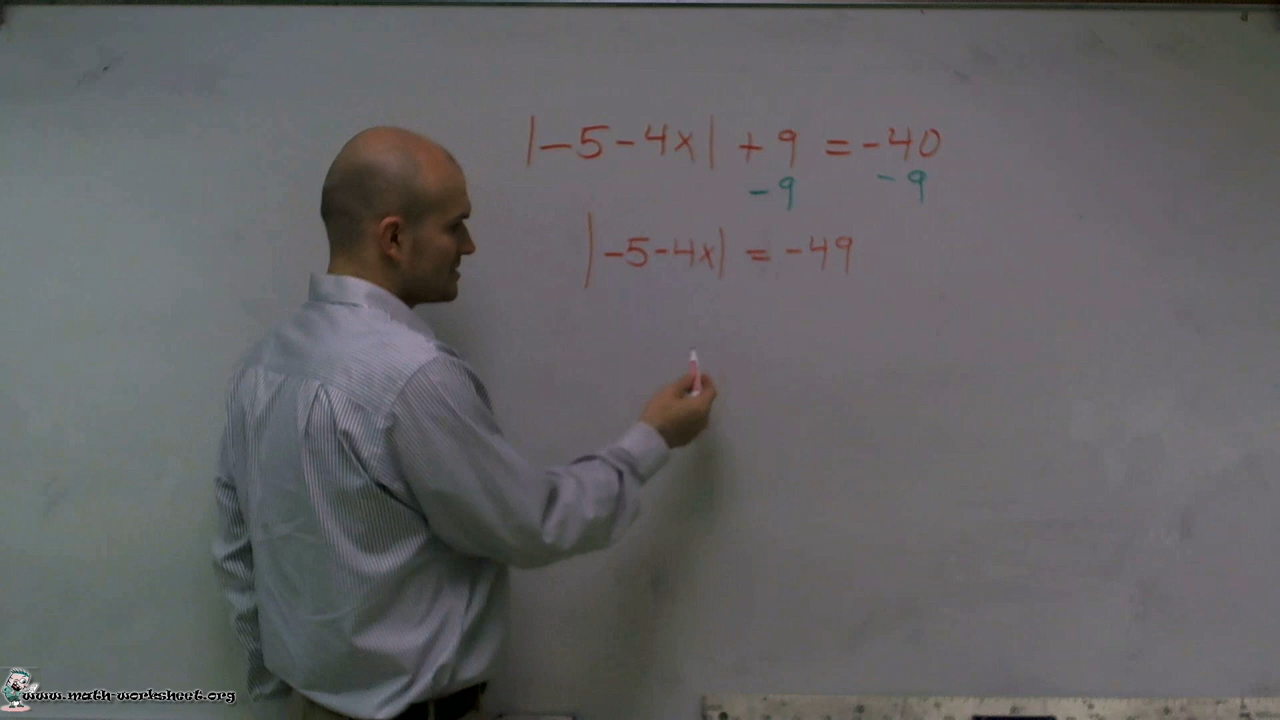 |-5-4x| + 9 = -40
-9 -9
|-5-4x| = -49
www.math-worksheet.org